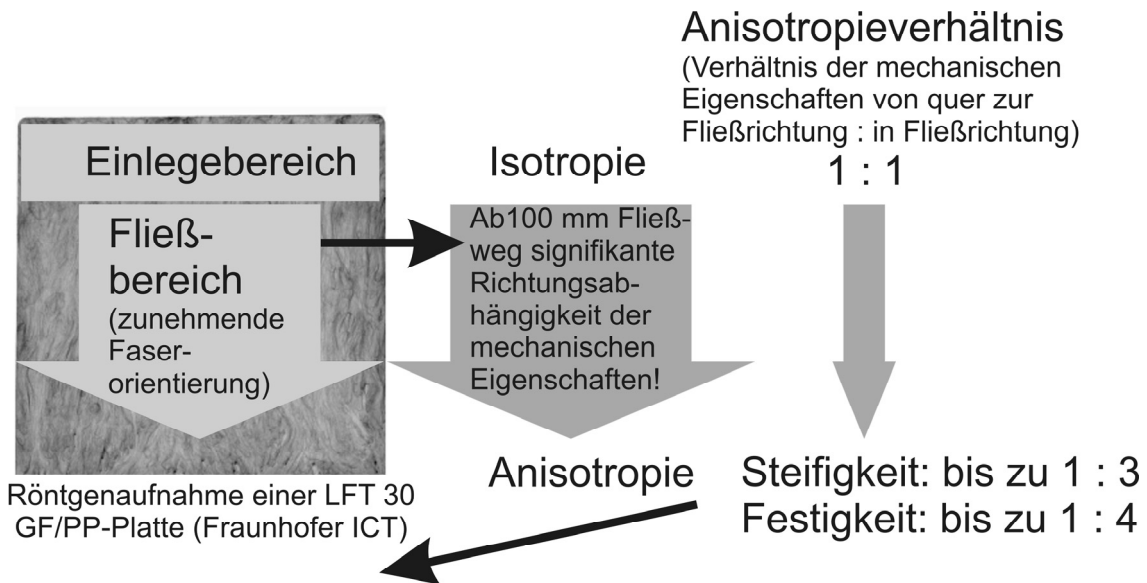 Anisotropieverhältnis
(Verhältnis der mechanischen
Eigenschaften von quer zur
Fließrichtung : in Fließrichtung)
1 : 1
Einlegebereich
Isotropie
Fließ-
bereich
(zunehmende
Faser-
orientierung)
Ab100 mm Fließ-
weg signifikante
Richtungsab-
hängigkeit der
mechanischen
Eigenschaften!
Anisotropie
Steifigkeit: bis zu 1 : 3
Festigkeit: bis zu 1 : 4
Röntgenaufnahme einer LFT 30
GF/PP-Platte (Fraunhofer ICT)